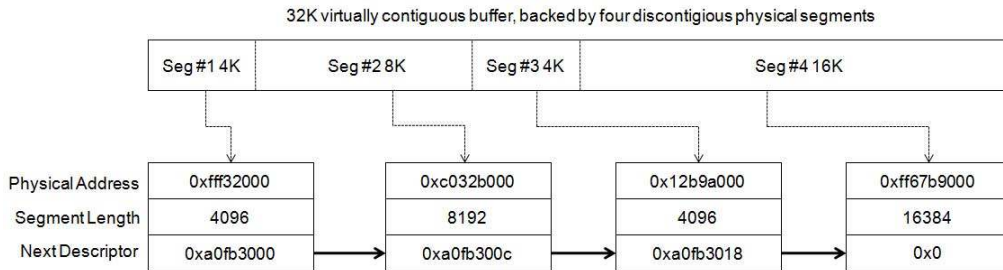 32K virtually contiguous buffer, backed by four discontigious physical segments
Seg #1 4K Seg #2 8K Seg #3 4K Seg #4 16K
Physical Address 0xfff32000 0xc032b000 0x12b9a000 0xff67b9000
Segment Length 4096 8192 4096 16384
Next Descriptor 0xa0fb3000 0xa0fb300c 0xa0fb3018 0x0